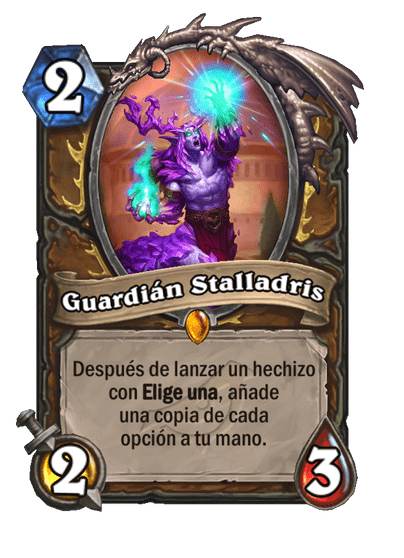 2
Guardián Stalladris
Después de lanzar un hechizo
con Elige una, añade
una copia de cada
opción a tu mano.
2
3